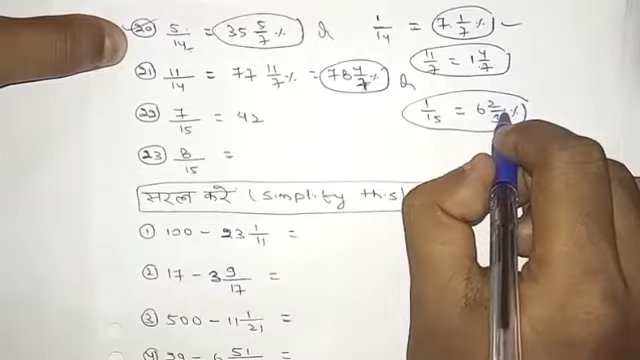 20 5/14 = 35 5/7 % & 1/14 = 7 1/7 %
11/7 = 1 4/7
21 11/14 = 77 11/7 % = 78 4/7 % &
1/15 = 6 2/3 %
22 7/15 = 42
23 8/15 =
सरल करे (simplify this)
1 100 - 23 1/11 =
2 17 - 3 9/17 =
3 500 - 11 1/21 =